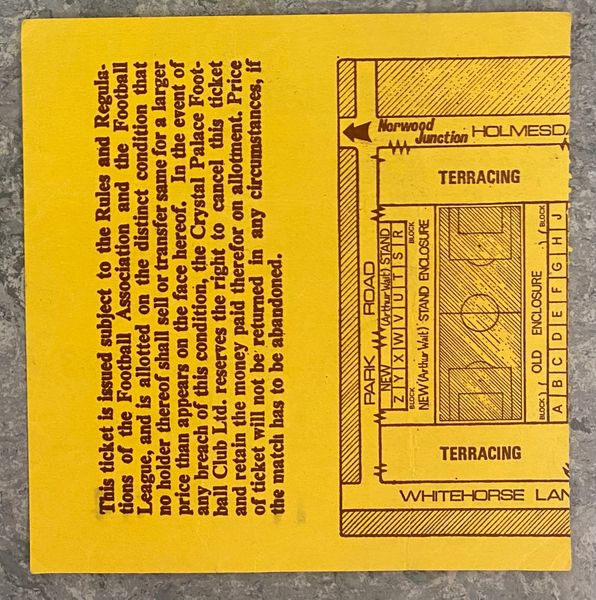 This ticket is issued subject to the Rules and Regula-
tions of the Football Association and the Football
League, and is allotted on the distinct condition that
no holder thereof shall sell or transfer same for a larger
price than appears on the face hereof. In the event of
any breach of this condition, the Crystal Palace Foot-
ball Club Ltd. reserves the right to cancel this ticket
and retain the money paid therefor on allotment. Price
of ticket will not be returned in any circumstances, if
the match has to be abandoned.
Norwood
Junction
HOLMESDA
TERRACING
PARK ROAD
NEW (Arthur Wait) STAND
Z Y X W V U T S R
BLOCK BLOCK
NEW (Arthur Wait) STAND ENCLOSURE
BLOCK OLD ENCLOSURE BLOCK
A B C D E F G H J
TERRACING
WHITEHORSE LAN